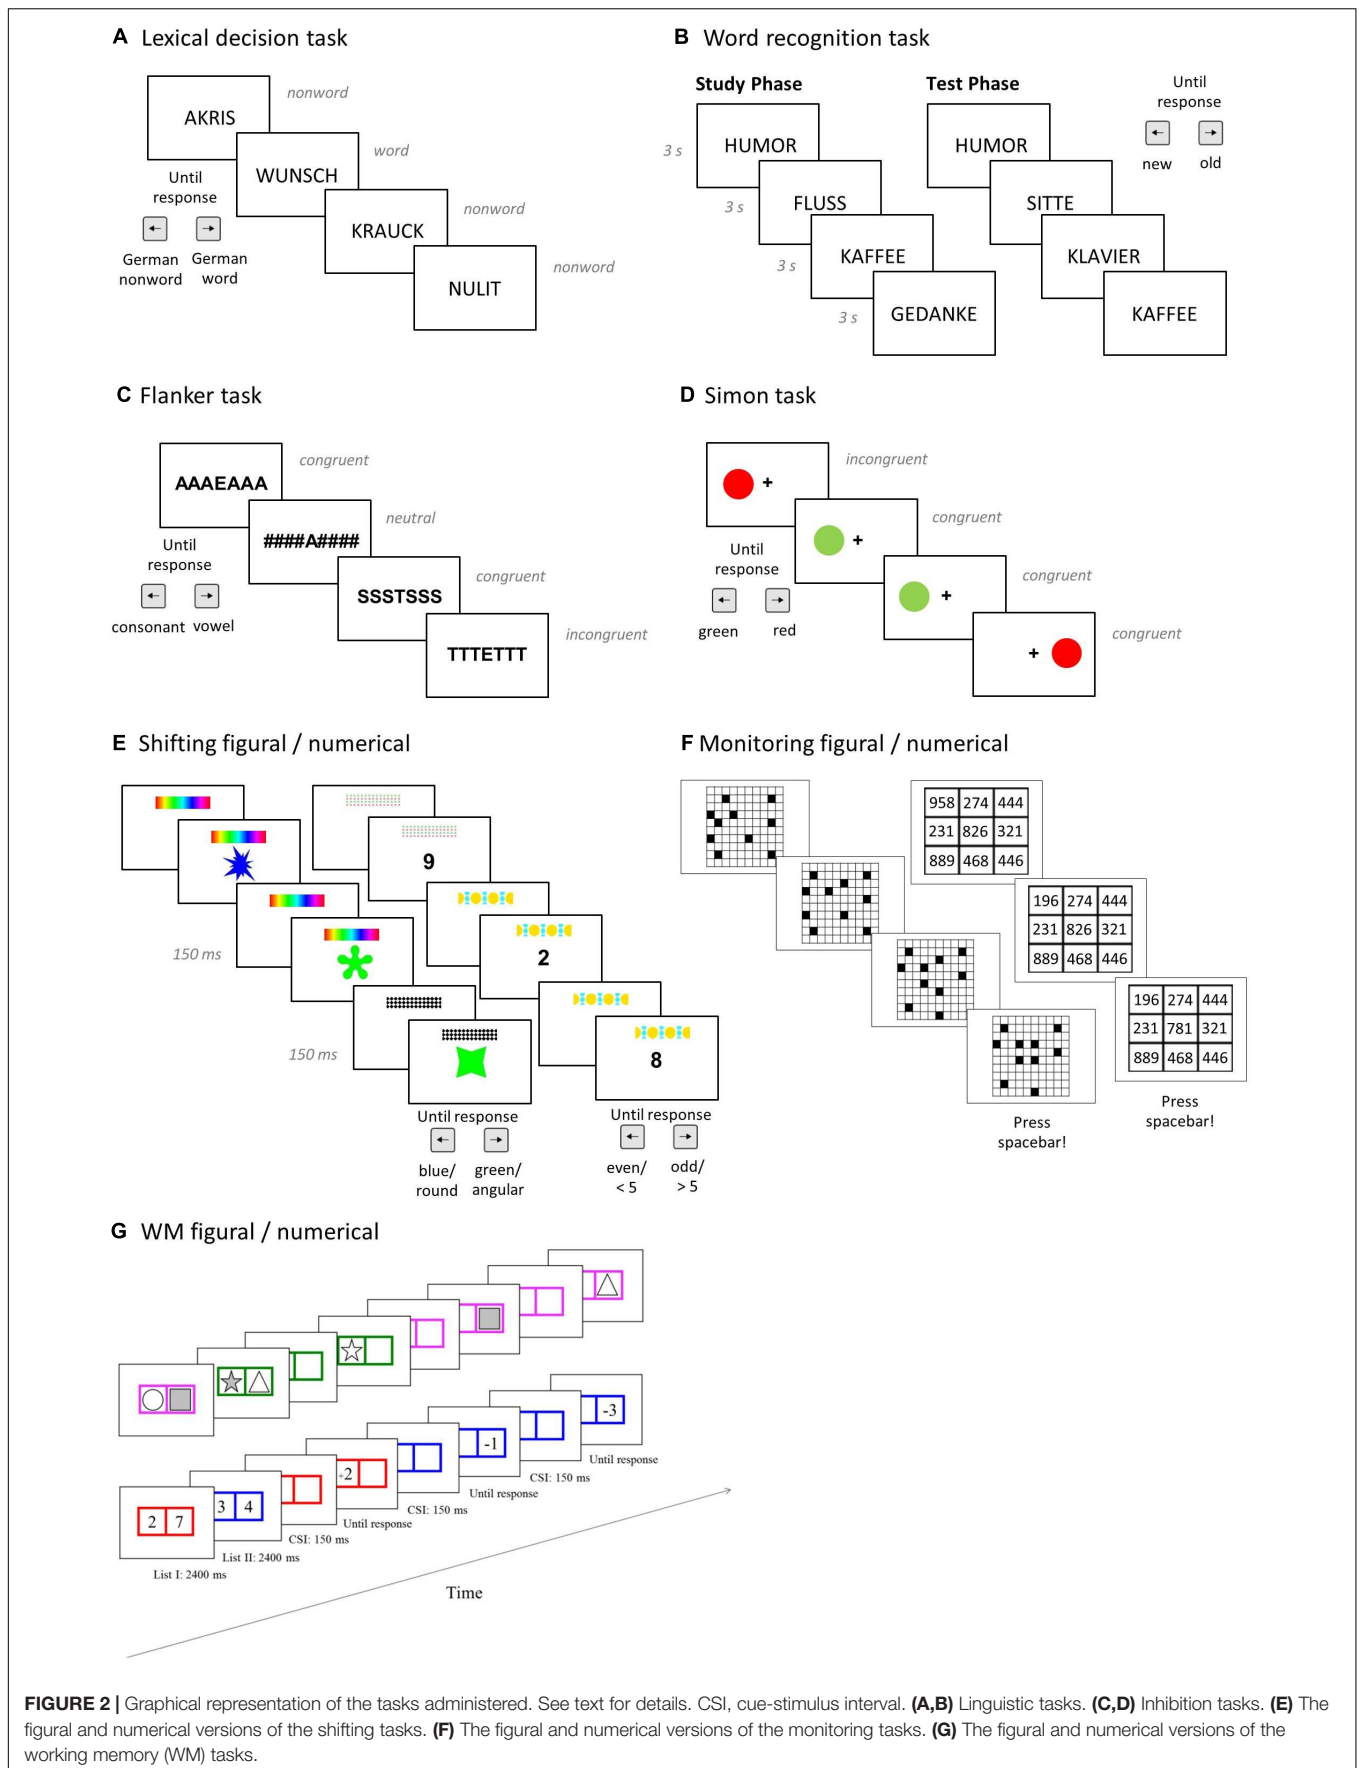 A Lexical decision task
AKRIS
nonword
WUNSCH
word
KRAUCK
nonword
NULIT
nonword
Until
response
← →
German German
nonword word
B Word recognition task
Study Phase
HUMOR
3 s
FLUSS
3 s
KAFFEE
3 s
GEDANKE
3 s
Test Phase
HUMOR
SITTE
KLAVIER
KAFFEE
Until
response
← →
new old
C Flanker task
AAAEAAA
congruent
####A####
neutral
SSSTSSS
congruent
TTTETTT
incongruent
Until
response
← →
consonant vowel
D Simon task
+
incongruent
+
congruent
+
congruent
+
congruent
Until
response
← →
green red
E Shifting figural / numerical
150 ms
150 ms
Until response
← →
blue/ green/
round angular
9
2
8
Until response
← →
even/ odd/
< 5 > 5
F Monitoring figural / numerical
Press
spacebar!
958 274 444
231 826 321
889 468 446
196 274 444
231 826 321
889 468 446
196 274 444
231 781 321
889 468 446
Press
spacebar!
G WM figural / numerical
2 7
List I: 2400 ms
3 4
List II: 2400 ms
CSI: 150 ms
+2
Until response
CSI: 150 ms
-1
Until response
CSI: 150 ms
-3
Until response
Time
FIGURE 2 | Graphical representation of the tasks administered. See text for details. CSI, cue-stimulus interval. (A,B) Linguistic tasks. (C,D) Inhibition tasks. (E) The
figural and numerical versions of the shifting tasks. (F) The figural and numerical versions of the monitoring tasks. (G) The figural and numerical versions of the
working memory (WM) tasks.